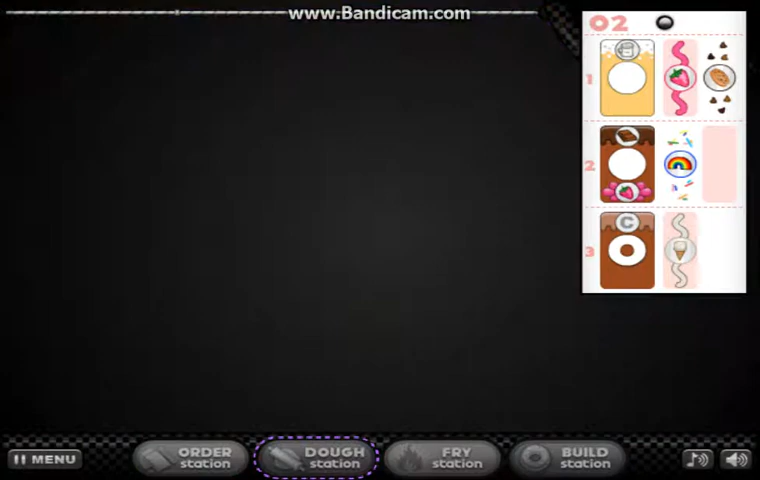 www.Bandicam.com
02
1
2
3
C
MENU
ORDER
station
DOUGH
station
FRY
station
BUILD
station